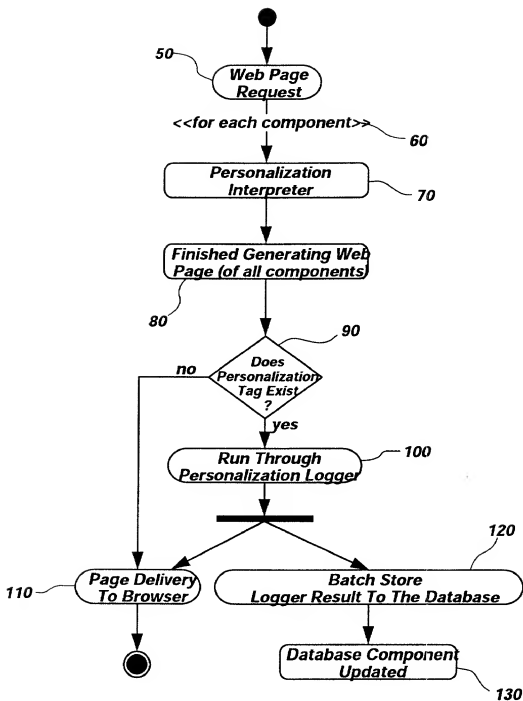 50
Web Page
Request
<<for each component>>
60
Personalization
Interpreter
70
Finished Generating Web
Page (of all components)
80
90
Does
Personalization
Tag Exist
?
no
yes
Run Through
Personalization Logger
100
120
110
Page Delivery
To Browser
Batch Store
Logger Result To The Database
Database Component
Updated
130